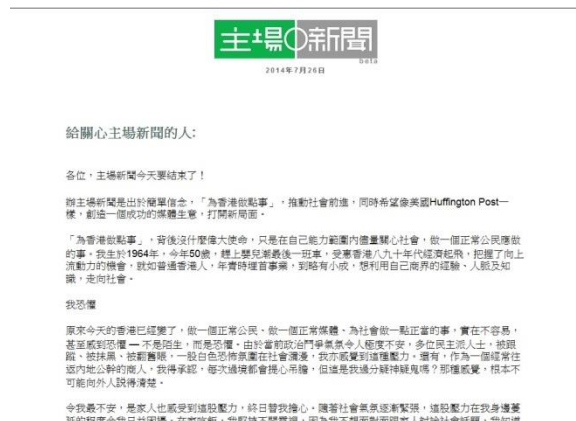 主場新聞
beta
2014年7月26日
給關心主場新聞的人:
各位，主場新聞今天要結束了！
辦主場新聞是出於簡單信念，「為香港做點事」，推動社會前進，同時希望像美國Huffington Post一
樣，創造一個成功的媒體生意，打開新局面。
「為香港做點事」，背後沒什麼偉大使命，只是在自己能力範圍內儘量關心社會，做一個正常公民應做
的事。我生於1964年，今年50歲，趕上嬰兒潮最後一班車，受惠香港八九十年代經濟起飛，把握了向上
流動力的機會，就如普通香港人，年青時埋首事業，到略有小成，想利用自己商界的經驗、人脈及知
識，走向社會。
我恐懼
原來今天的香港已經變了，做一個正常公民、做一個正常媒體、為社會做一點正當的事，實在不容易，
甚至感到恐懼 — 不是陌生，而是恐懼。由於當前政治鬥爭氣氛令人極度不安，多位民主派人士，被跟
蹤、被抹黑、被翻舊賬，一股白色恐怖氛圍在社會瀰漫，我亦感覺到這種壓力。還有，作為一個經常往
返內地公幹的商人，我得承認，每次過境都會提心吊膽，但這是我過分疑神疑鬼嗎？那種感覺，根本不
可能向外人說得清楚。
令我最不安，是家人也感受到這股壓力，終日替我擔心。隨著社會氣氛逐漸緊張，這股壓力在我身邊蔓